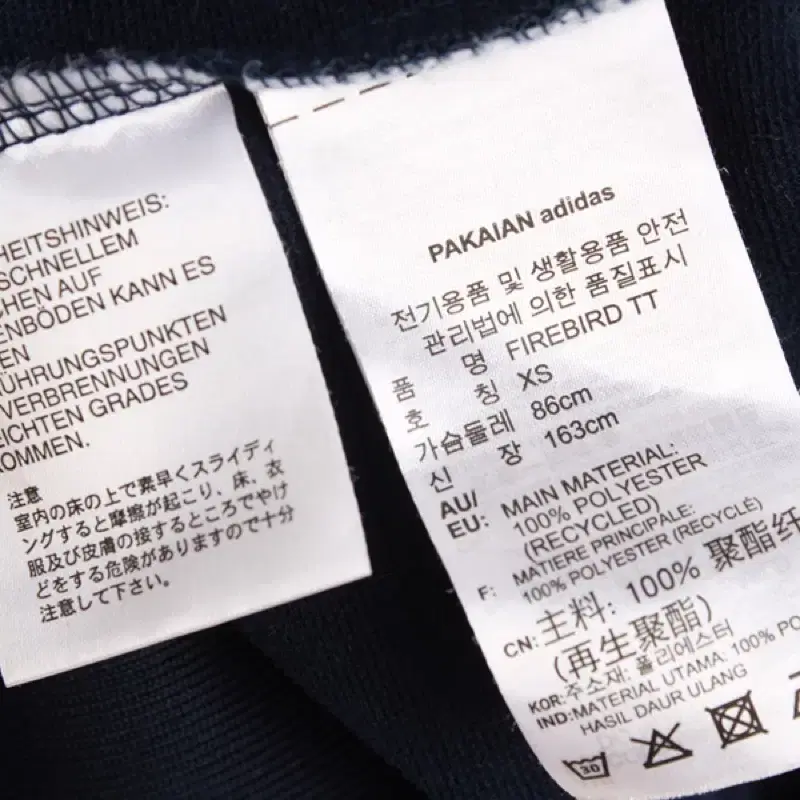 HEITSHINWEIS:
SCHNELLEM
CHEN AUF
ENBÖDEN KANN ES
EN
ÜHRUNGSPUNKTEN
VERBRENNUNGEN
EICHTEN GRADES
OMMEN.
注意
室内の床の上で素早くスライディ
ングすると摩擦が起こり、床、衣
服及び皮膚の接するところでやけ
どをする危険がありますので十分
注意して下さい。
PAKAIAN adidas
전기용품 및 생활용품 안전
관리법에 의한 품질표시
품 명 FIREBIRD TT
호 칭 XS
가슴둘레 86cm
신 장 163cm
AU/
EU: MAIN MATERIAL:
100% POLYESTER
(RECYCLED)
F: MATIERE PRINCIPALE:
100% POLYESTER (RECYCLÉ)
CN: 主料: 100% 聚酯纤
(再生聚酯)
KOR: 주소재: 폴리에스터
IND: MATERIAL UTAMA: 100% PO
HASIL DAUR ULANG
30